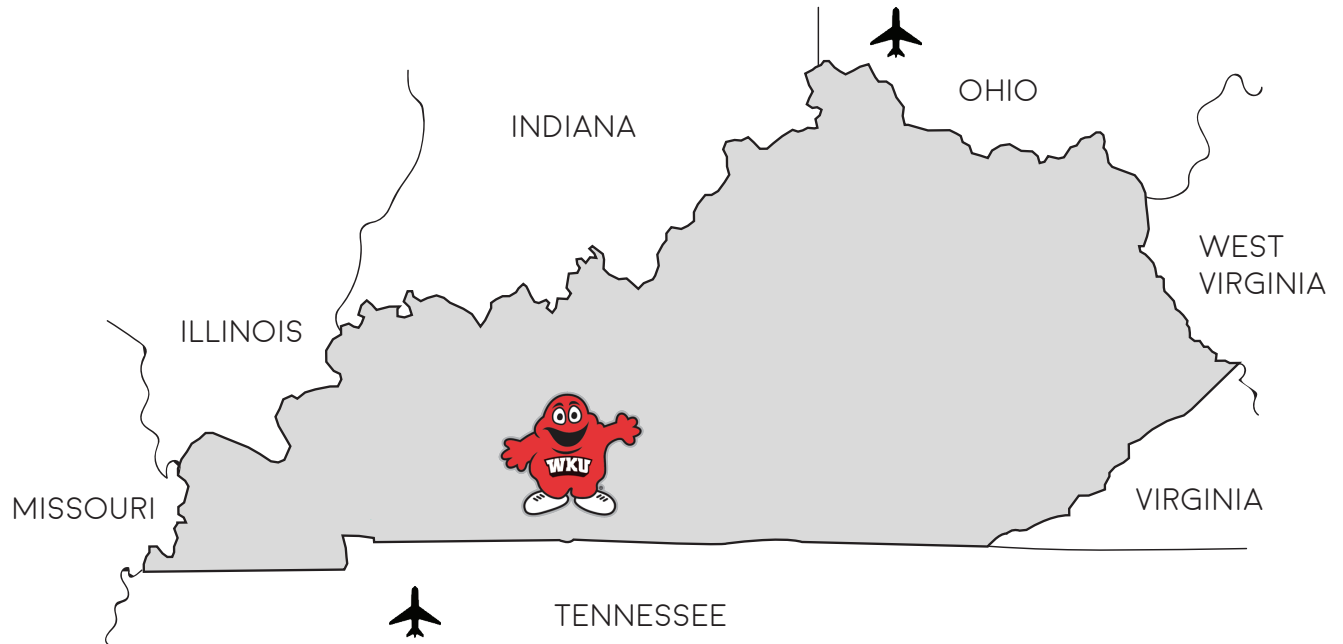 OHIO
INDIANA
WEST
VIRGINIA
ILLINOIS
WKU
MISSOURI
VIRGINIA
TENNESSEE